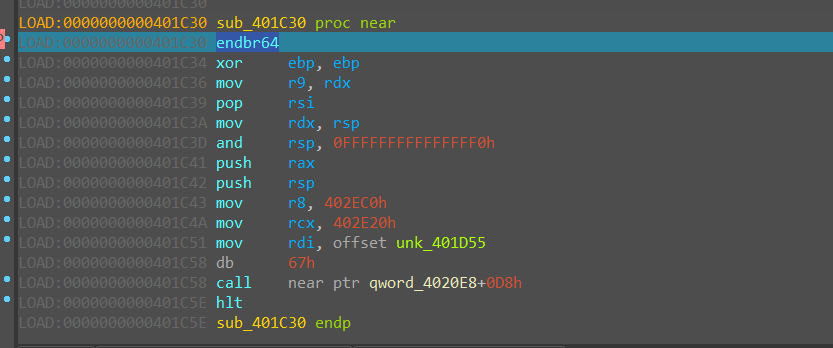 LOAD:0000000000401C30
LOAD:0000000000401C30 sub_401C30 proc near
LOAD:0000000000401C30 endbr64
LOAD:0000000000401C34 xor ebp, ebp
LOAD:0000000000401C36 mov r9, rdx
LOAD:0000000000401C39 pop rsi
LOAD:0000000000401C3A mov rdx, rsp
LOAD:0000000000401C3D and rsp, 0FFFFFFFFFFFFFFF0h
LOAD:0000000000401C41 push rax
LOAD:0000000000401C42 push rsp
LOAD:0000000000401C43 mov r8, 402EC0h
LOAD:0000000000401C4A mov rcx, 402E20h
LOAD:0000000000401C51 mov rdi, offset unk_401D55
LOAD:0000000000401C58 db 67h
LOAD:0000000000401C58 call near ptr qword_4020E8+0D8h
LOAD:0000000000401C5E hlt
LOAD:0000000000401C5E sub_401C30 endp